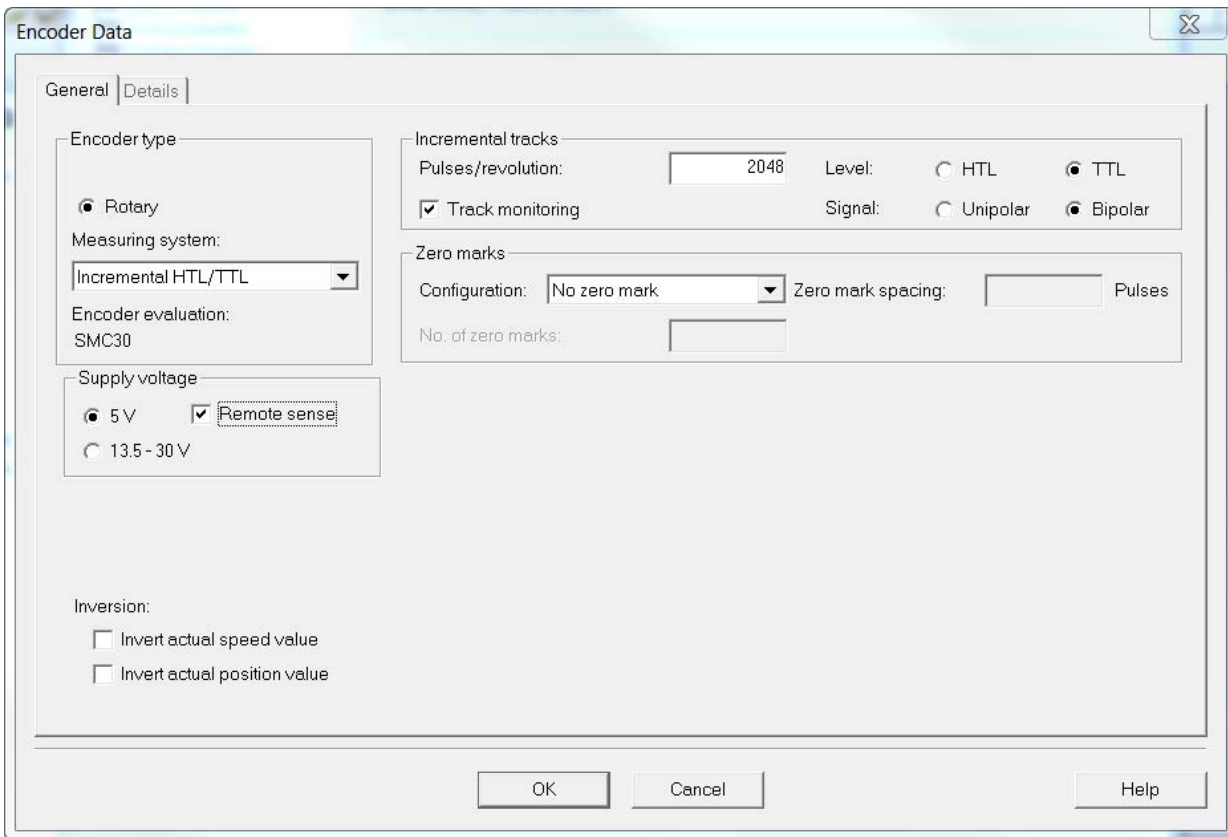 Encoder Data
General Details
Encoder type
Rotary
Measuring system:
Incremental HTL/TTL
Encoder evaluation:
SMC30
Supply voltage
5 V Remote sense
13.5 - 30 V
Incremental tracks
Pulses/revolution: 2048 Level: HTL TTL
Track monitoring Signal: Unipolar Bipolar
Zero marks
Configuration: No zero mark Zero mark spacing: Pulses
No. of zero marks:
Inversion:
Invert actual speed value
Invert actual position value
OK Cancel Help